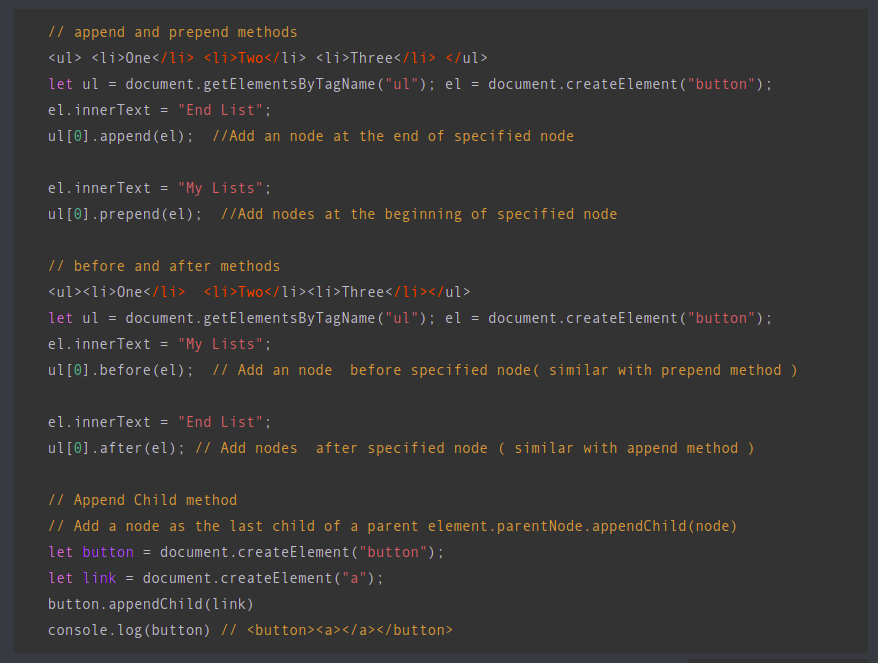 // append and prepend methods
<ul> <li>One</li> <li>Two</li> <li>Three</li> </ul>
let ul = document.getElementsByTagName("ul"); el = document.createElement("button");
el.innerText = "End List";
ul[0].append(el);  //Add an node at the end of specified node
el.innerText = "My Lists";
ul[0].prepend(el);  //Add nodes at the beginning of specified node
// before and after methods
<ul><li>One</li>  <li>Two</li><li>Three</li></ul>
let ul = document.getElementsByTagName("ul"); el = document.createElement("button");
el.innerText = "My Lists";
ul[0].before(el);  // Add an node  before specified node( similar with prepend method )
el.innerText = "End List";
ul[0].after(el); // Add nodes  after specified node ( similar with append method )
// Append Child method
// Add a node as the last child of a parent element.parentNode.appendChild(node)
let button = document.createElement("button");
let link = document.createElement("a");
button.appendChild(link)
console.log(button) // <button><a></a></button>